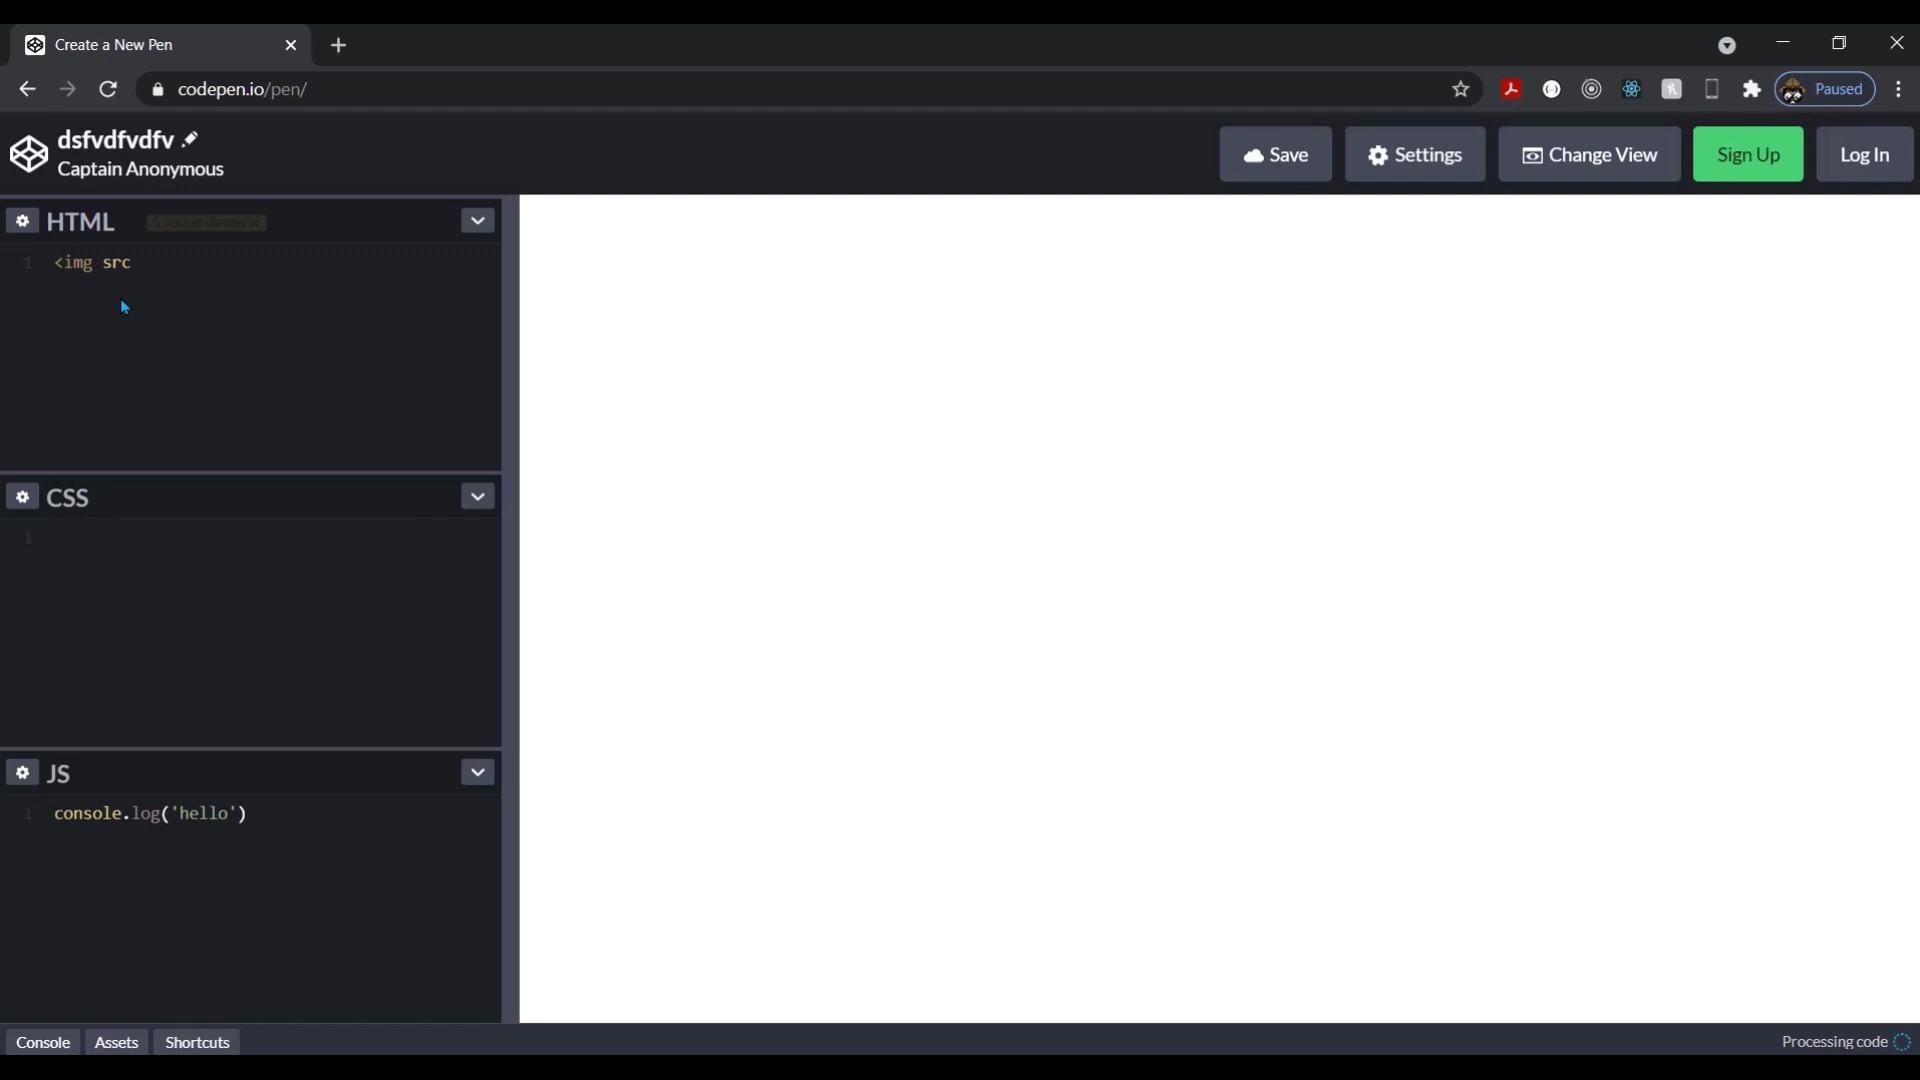 Create a New Pen
codepen.io/pen/
Paused
dsfvdfvdfv
Captain Anonymous
Save
Settings
Change View
Sign Up
Log In
HTML
1 <img src
CSS
1
JS
1 console.log('hello')
Console
Assets
Shortcuts
Processing code